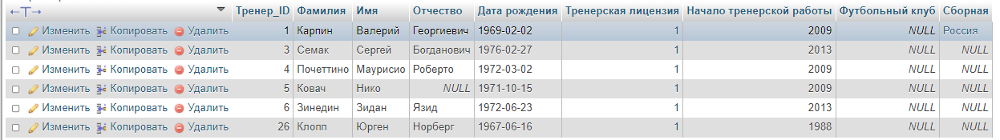 Тренер_ID Фамилия Имя Отчество Дата рождения Тренерская лицензия Начало тренерской работы Футбольный клуб Сборная
Изменить Копировать Удалить 1 Карпин Валерий Георгиевич 1969-02-02 1 2009 NULL Россия
Изменить Копировать Удалить 3 Семак Сергей Богданович 1976-02-27 1 2013 NULL NULL
Изменить Копировать Удалить 4 Почеттино Маурисио Роберто 1972-03-02 1 2009 NULL NULL
Изменить Копировать Удалить 5 Ковач Нико NULL 1971-10-15 1 2009 NULL NULL
Изменить Копировать Удалить 6 Зинедин Зидан Язид 1972-06-23 1 2013 NULL NULL
Изменить Копировать Удалить 26 Клопп Юрген Норберг 1967-06-16 1 1988 NULL NULL